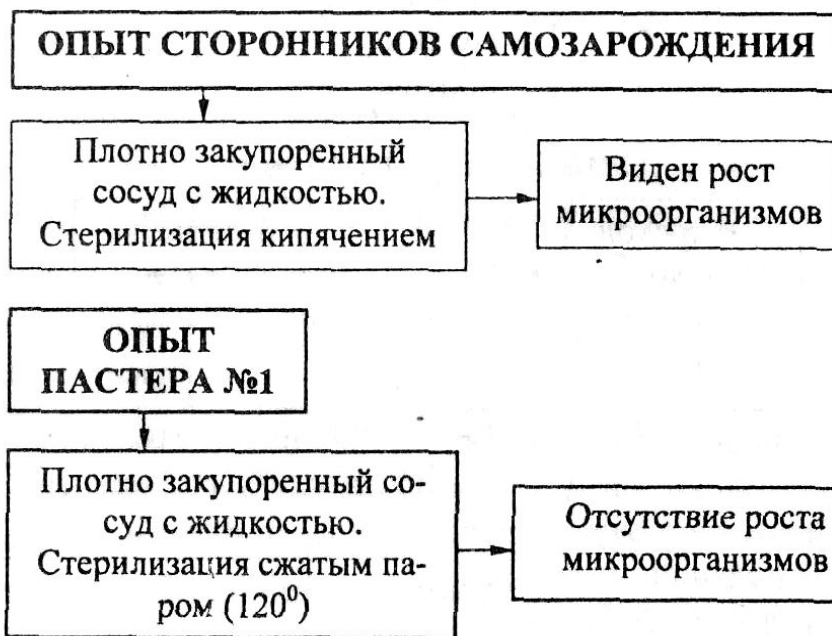 ОПЫТ СТОРОННИКОВ САМОЗАРОЖДЕНИЯ
Плотно закупоренный
сосуд с жидкостью.
Стерилизация кипячением
Виден рост
микроорганизмов
ОПЫТ
ПАСТЕРА №1
Плотно закупоренный со-
суд с жидкостью.
Стерилизация сжатым па-
ром (120⁰)
Отсутствие роста
микроорганизмов